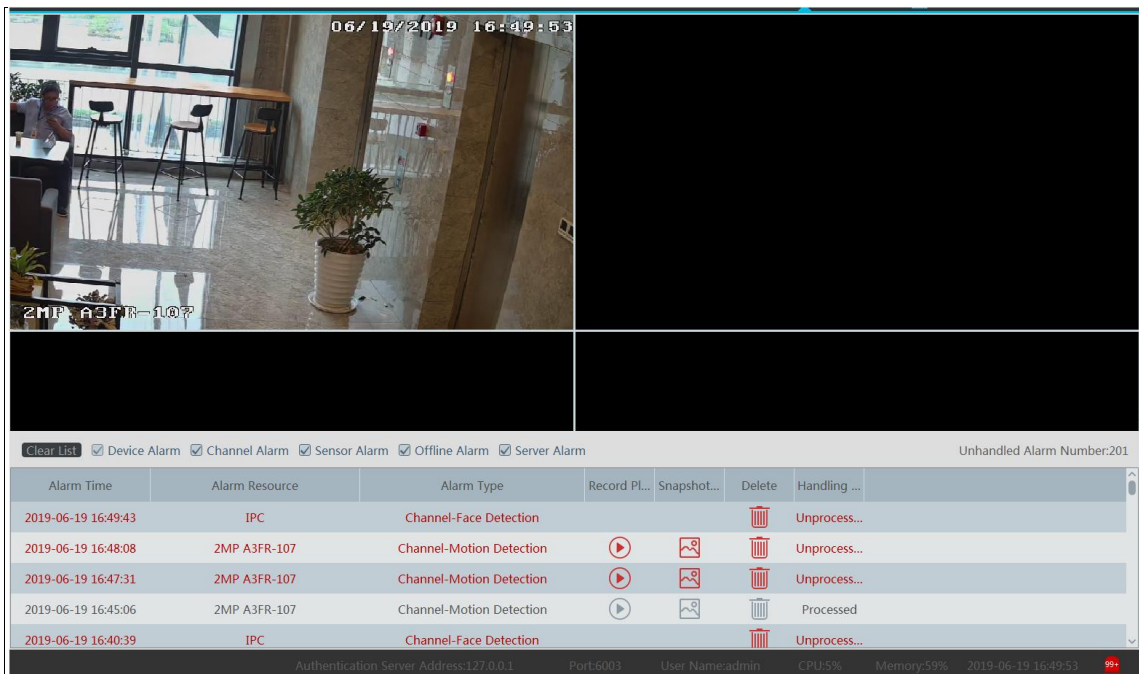 06/19/2019 16:49:53
2MP A3FR-107
Clear List Device Alarm Channel Alarm Sensor Alarm Offline Alarm Server Alarm Unhandled Alarm Number:201
Alarm Time Alarm Resource Alarm Type Record Pl... Snapshot... Delete Handling ...
2019-06-19 16:49:43 IPC Channel-Face Detection Unprocess...
2019-06-19 16:48:08 2MP A3FR-107 Channel-Motion Detection Unprocess...
2019-06-19 16:47:31 2MP A3FR-107 Channel-Motion Detection Unprocess...
2019-06-19 16:45:06 2MP A3FR-107 Channel-Motion Detection Processed
2019-06-19 16:40:39 IPC Channel-Face Detection Unprocess...
Authentication Server Address:127.0.0.1 Port:6003 User Name:admin CPU:5% Memory:59% 2019-06-19 16:49:53 99+